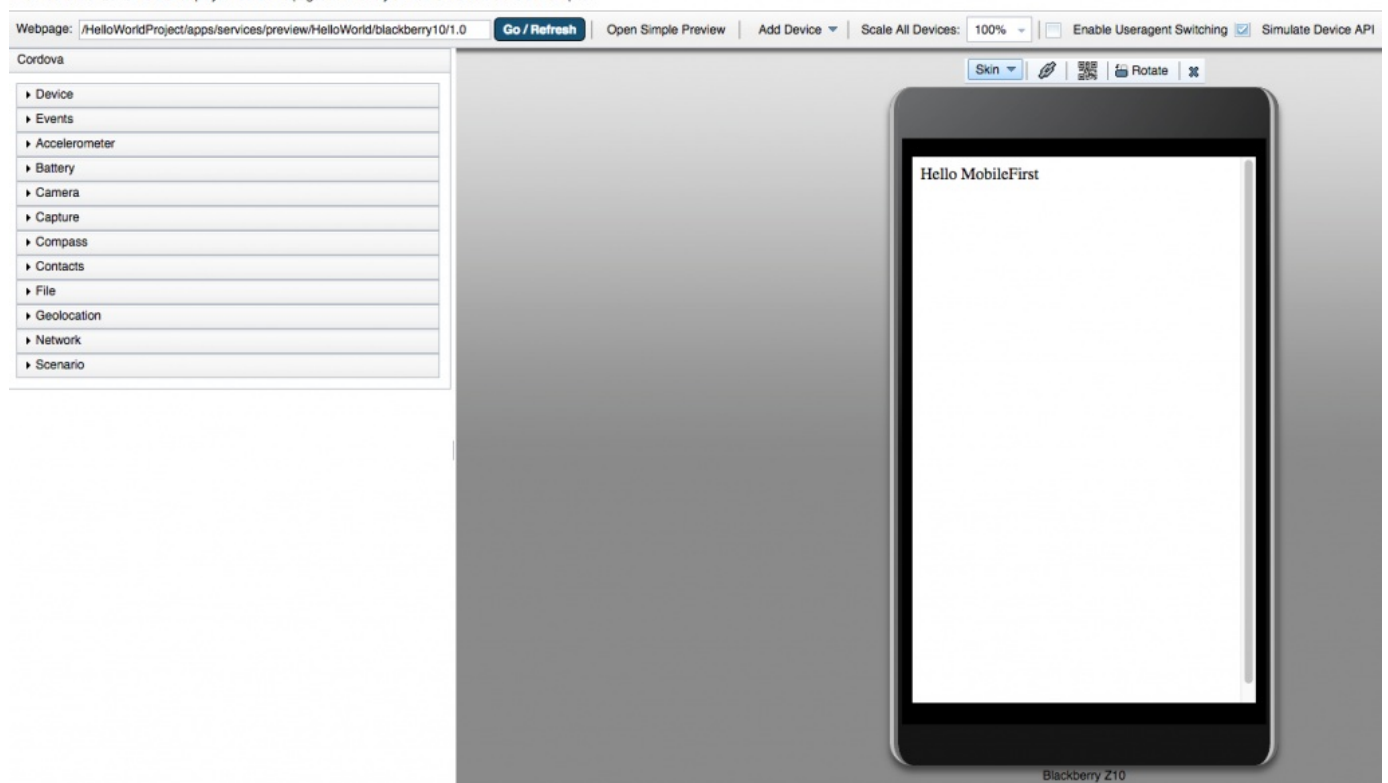 Webpage: /HelloWorldProject/apps/services/preview/HelloWorld/blackberry10/1.0 Go / Refresh Open Simple Preview Add Device Scale All Devices: 100% Enable Useragent Switching Simulate Device API
Cordova
Skin Rotate
Device
Events
Accelerometer
Battery
Camera
Capture
Compass
Contacts
File
Geolocation
Network
Scenario
Hello MobileFirst
Blackberry Z10